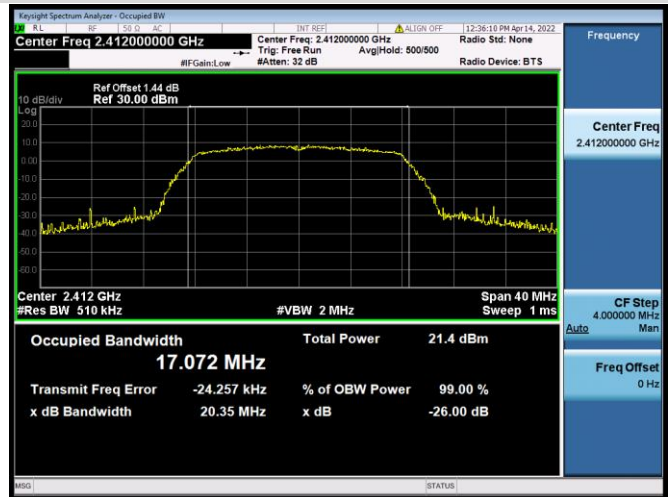 Keysight Spectrum Analyzer - Occupied BW
RL RF 50 Ω AC INT REF ALIGN OFF 12:36:10 PM Apr 14, 2022
Center Freq 2.412000000 GHz
Center Freq: 2.412000000 GHz
Radio Std: None
Trig: Free Run Avg|Hold: 500/500
#IFGain:Low #Atten: 32 dB Radio Device: BTS
Frequency
Ref Offset 1.44 dB
10 dB/div Ref 30.00 dBm
Log
20.0
10.0
0.00
-10.0
-20.0
-30.0
-40.0
-50.0
-60.0
Center Freq
2.412000000 GHz
Center 2.412 GHz Span 40 MHz
#Res BW 510 kHz #VBW 2 MHz Sweep 1 ms
CF Step
4.000000 MHz
Auto Man
Occupied Bandwidth Total Power 21.4 dBm
17.072 MHz
Freq Offset
0 Hz
Transmit Freq Error -24.257 kHz % of OBW Power 99.00 %
x dB Bandwidth 20.35 MHz x dB -26.00 dB
MSG STATUS